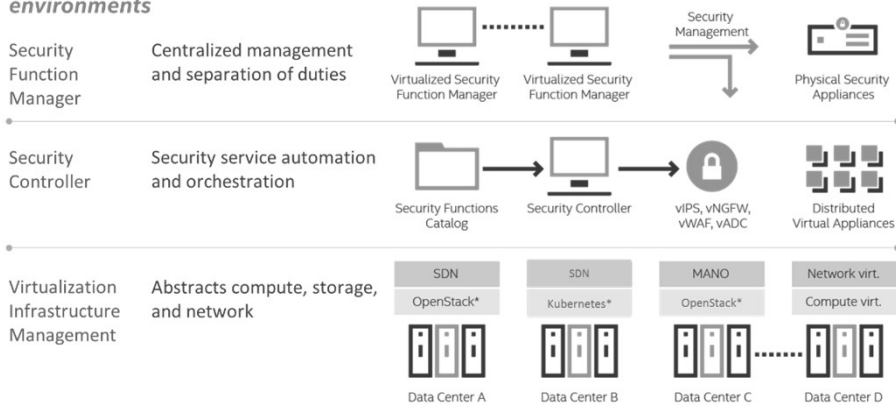 environments
Security
Function
Manager
Centralized management
and separation of duties
Virtualized Security
Function Manager
Virtualized Security
Function Manager
Security
Management
Physical Security
Appliances
Security
Controller
Security service automation
and orchestration
Security Functions
Catalog
Security Controller
vIPS, vNGFW,
vWAF, vADC
Distributed
Virtual Appliances
Virtualization
Infrastructure
Management
Abstracts compute, storage,
and network
SDN
OpenStack*
Data Center A
SDN
Kubernetes*
Data Center B
MANO
OpenStack*
Data Center C
Network virt.
Compute virt.
Data Center D